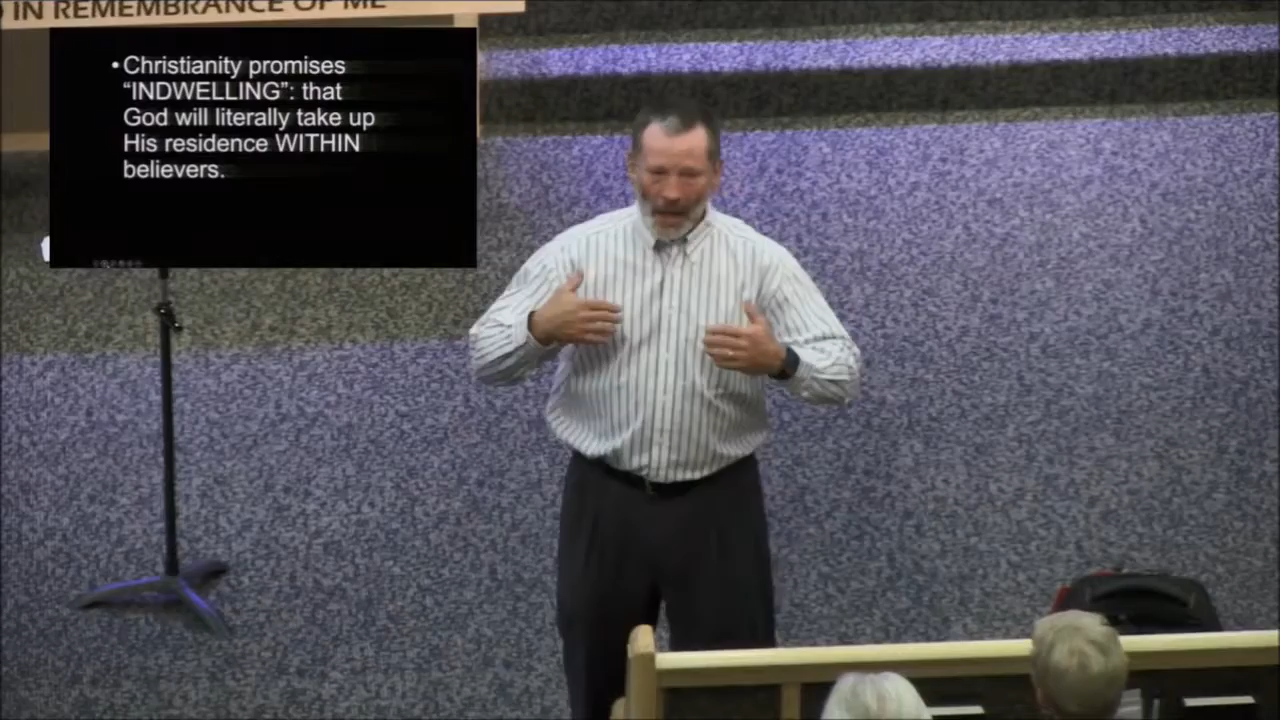 IN REMEMBRANCE OF ME
• Christianity promises
“INDWELLING”: that
God will literally take up
His residence WITHIN
believers.